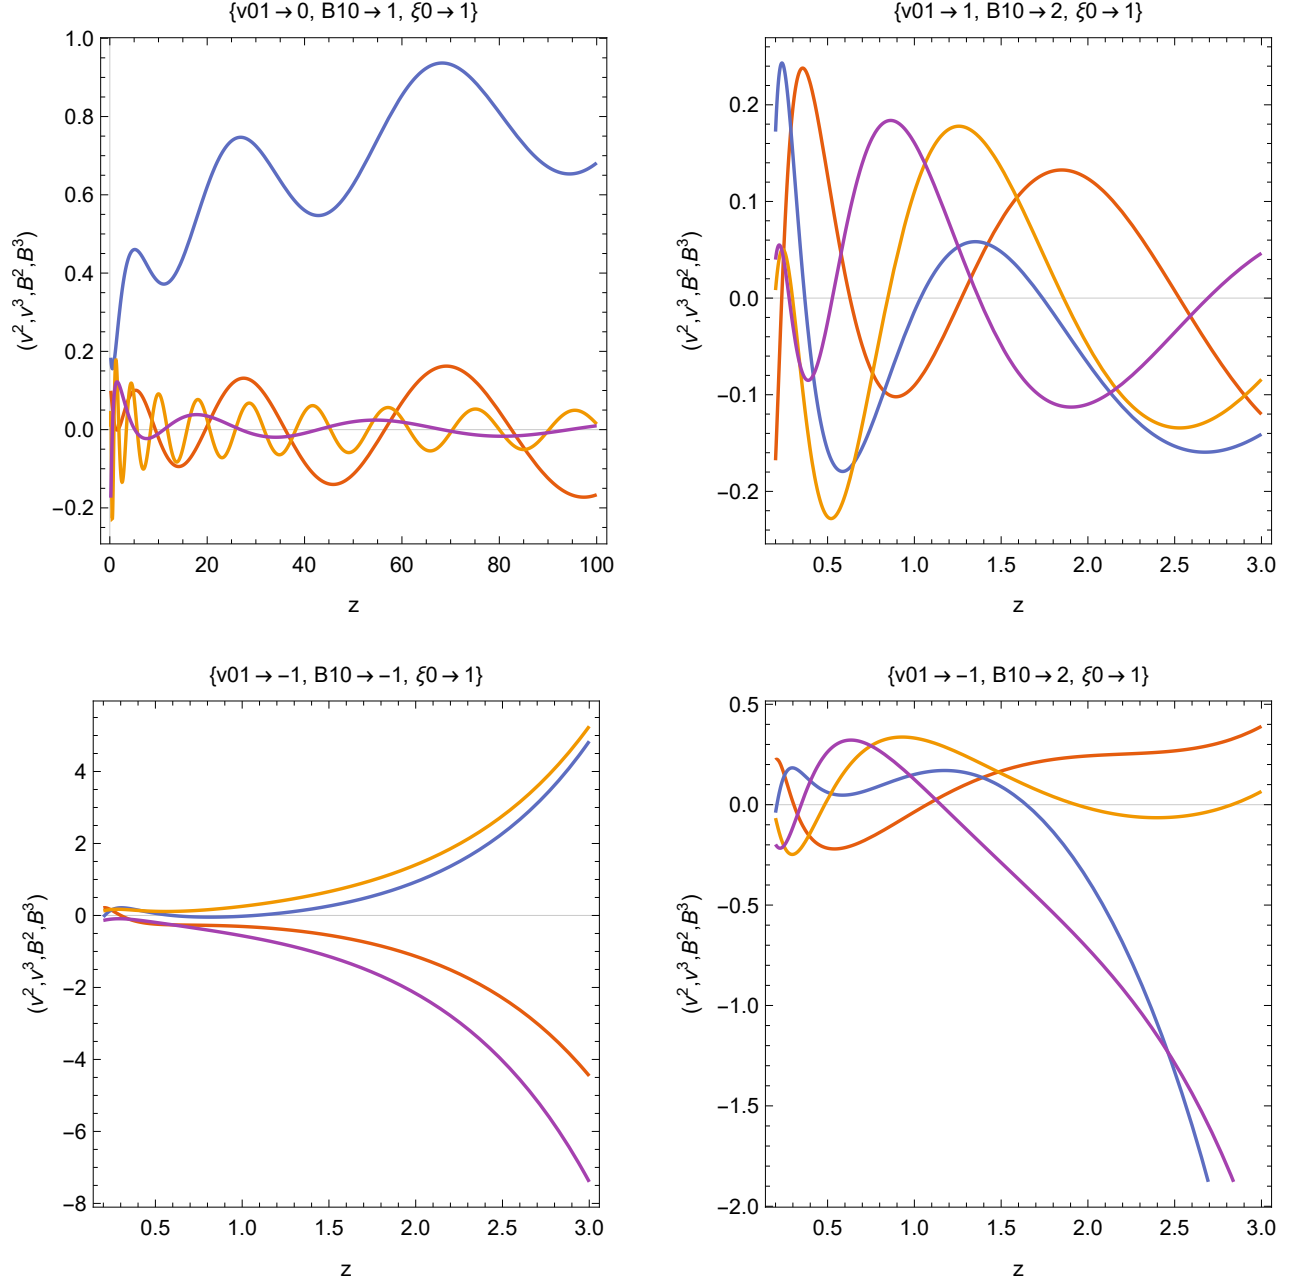 {v01→0, B10→1, ξ0→1}
(v²,v³,B²,B³)
1.0
0.8
0.6
0.4
0.2
0.0
−0.2
0 20 40 60 80 100
z
{v01→1, B10→2, ξ0→1}
(v²,v³,B²,B³)
0.2
0.1
0.0
−0.1
−0.2
0.5 1.0 1.5 2.0 2.5 3.0
z
{v01→−1, B10→−1, ξ0→1}
(v²,v³,B²,B³)
4
2
0
−2
−4
−6
−8
0.5 1.0 1.5 2.0 2.5 3.0
z
{v01→−1, B10→2, ξ0→1}
(v²,v³,B²,B³)
0.5
0.0
−0.5
−1.0
−1.5
−2.0
0.5 1.0 1.5 2.0 2.5 3.0
z